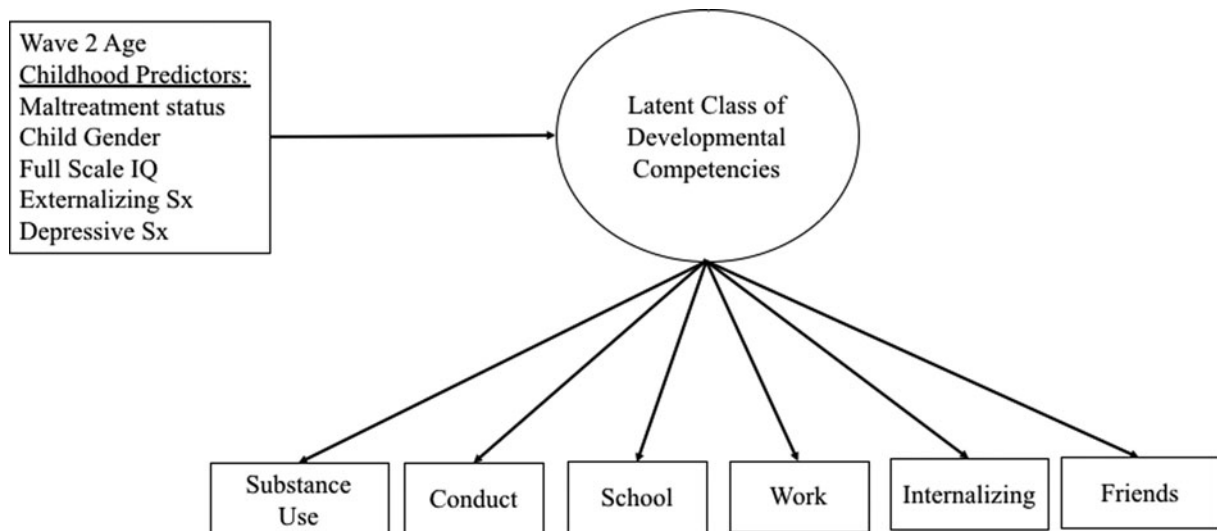 Wave 2 Age
Childhood Predictors:
Maltreatment status
Child Gender
Full Scale IQ
Externalizing Sx
Depressive Sx
Latent Class of
Developmental
Competencies
Substance
Use
Conduct
School
Work
Internalizing
Friends